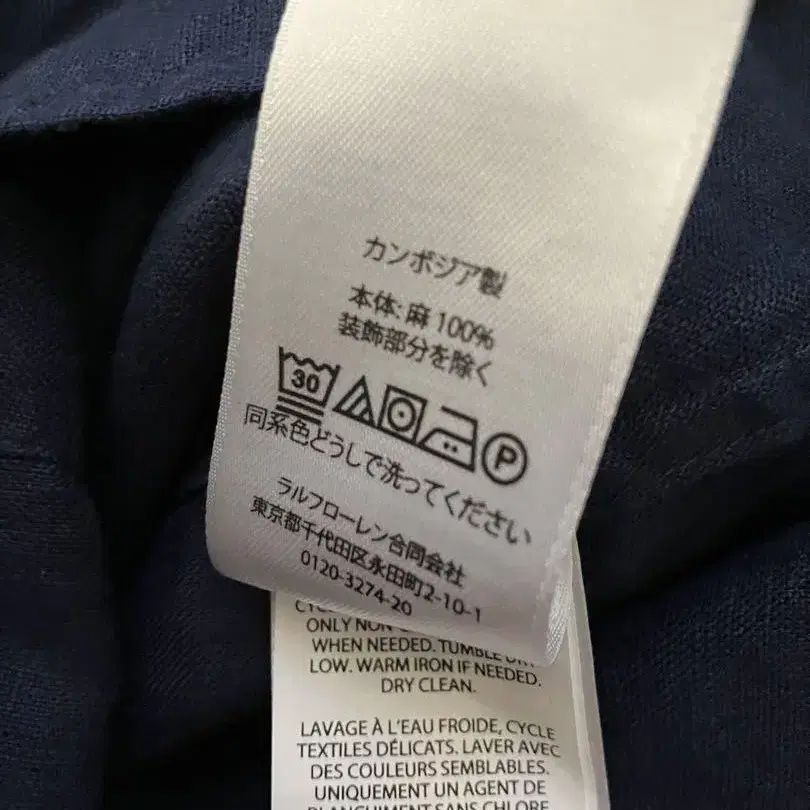 カンボジア製
本体: 麻 100%
装飾部分を除く
30 P
同系色どうしで洗ってください
ラルフローレン合同会社
東京都千代田区永田町2-10-1
0120-3274-20
ONLY NON
WHEN NEEDED. TUMBLE DRY
LOW. WARM IRON IF NEEDED.
DRY CLEAN.
LAVAGE À L'EAU FROIDE, CYCLE
TEXTILES DÉLICATS. LAVER AVEC
DES COULEURS SEMBLABLES.
UNIQUEMENT UN AGENT DE
BLANCHIMENT SANS CHLORE